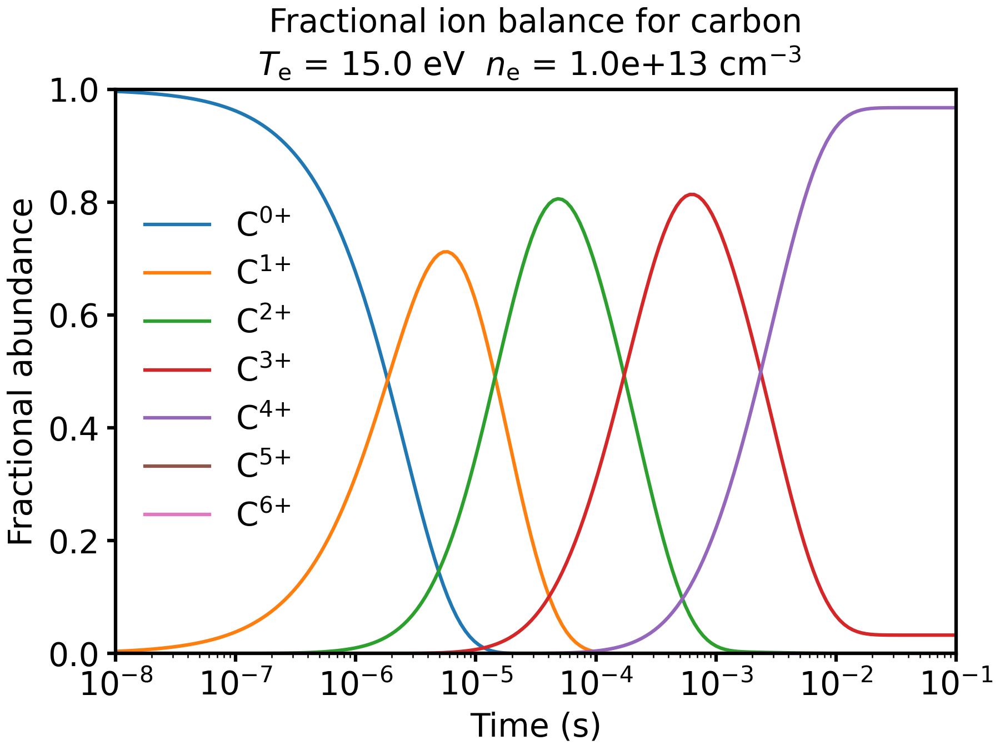 Fractional ion balance for carbon
Tₑ = 15.0 eV  nₑ = 1.0e+13 cm⁻³
Fractional abundance
1.0
0.8
0.6
0.4
0.2
0.0
C⁰⁺
C¹⁺
C²⁺
C³⁺
C⁴⁺
C⁵⁺
C⁶⁺
10⁻⁸ 10⁻⁷ 10⁻⁶ 10⁻⁵ 10⁻⁴ 10⁻³ 10⁻² 10⁻¹
Time (s)